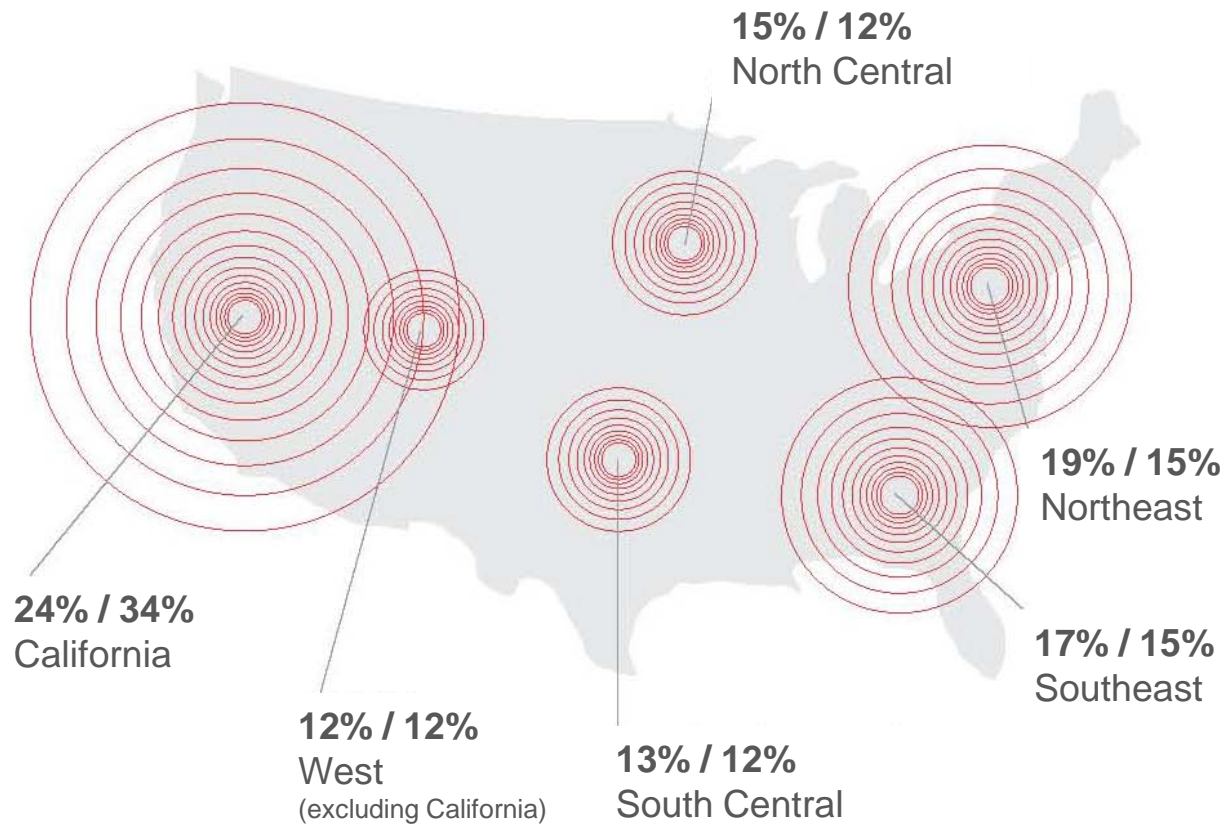 15% / 12%
North Central
19% / 15%
Northeast
24% / 34%
California
17% / 15%
Southeast
12% / 12%
West
(excluding California)
13% / 12%
South Central